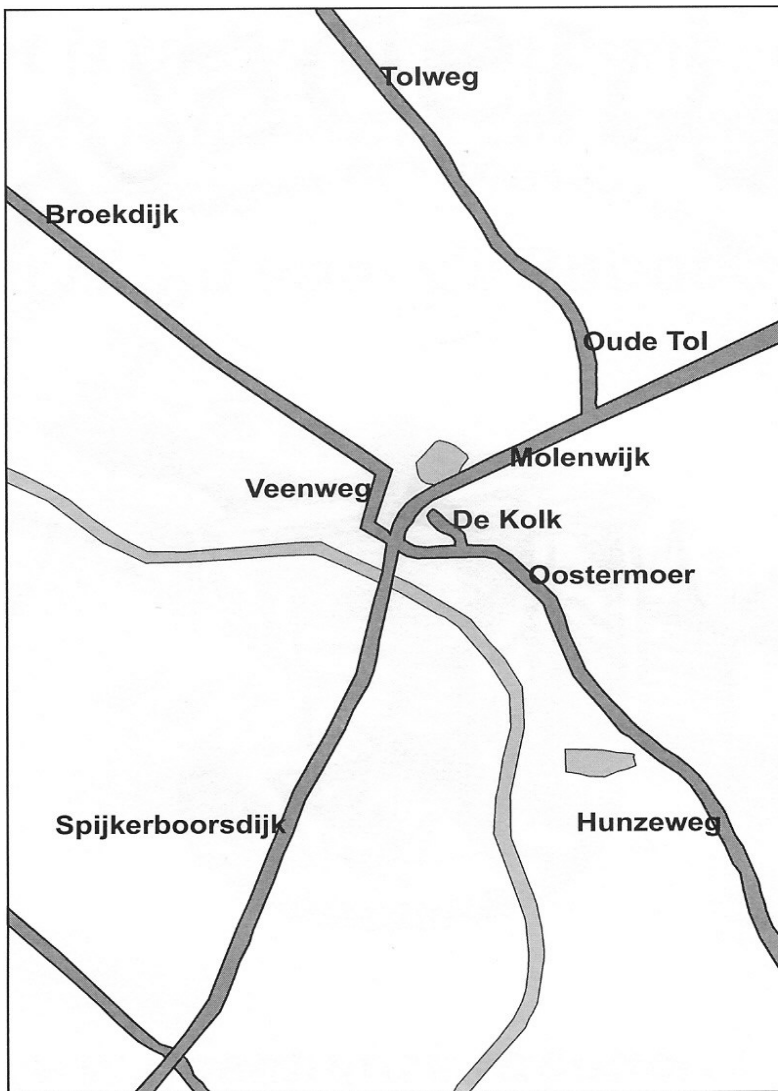 Tolweg
Broekdijk
Oude Tol
Molenwijk
Veenweg
De Kolk
Oostermoer
Spijkerboorsdijk
Hunzeweg